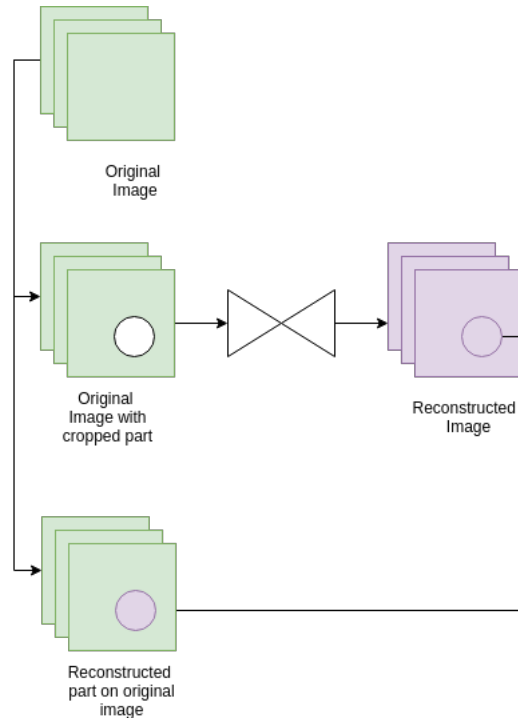 Original
Image
Original
Image with
cropped part
Reconstructed
Image
Reconstructed
part on original
image